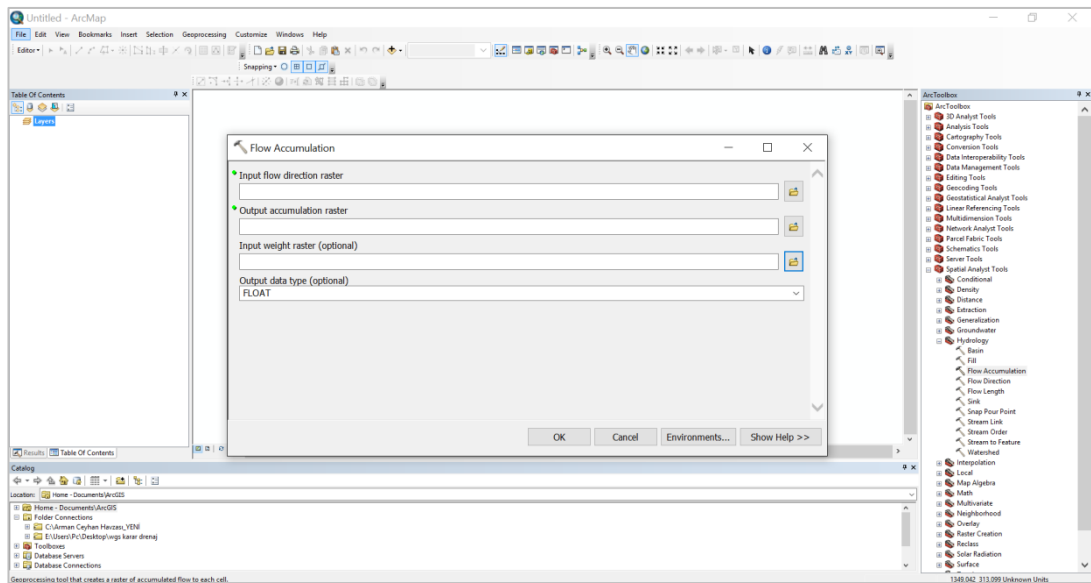 Untitled - ArcMap
File Edit View Bookmarks Insert Selection Geoprocessing Customize Windows Help
Editor
Snapping
Table Of Contents
Layers
Results
Table Of Contents
Flow Accumulation
Input flow direction raster
Output accumulation raster
Input weight raster (optional)
Output data type (optional)
FLOAT
OK Cancel Environments... Show Help >>
ArcToolbox
ArcToolbox
3D Analyst Tools
Analysis Tools
Cartography Tools
Conversion Tools
Data Interoperability Tools
Data Management Tools
Editing Tools
Geocoding Tools
Geostatistical Analyst Tools
Linear Referencing Tools
Multidimension Tools
Network Analyst Tools
Parcel Fabric Tools
Schematics Tools
Server Tools
Spatial Analyst Tools
Conditional
Density
Distance
Extraction
Generalization
Groundwater
Hydrology
Basin
Fill
Flow Accumulation
Flow Direction
Flow Length
Sink
Snap Pour Point
Stream Link
Stream Order
Stream to Feature
Watershed
Interpolation
Local
Map Algebra
Math
Multivariate
Neighborhood
Overlay
Raster Creation
Reclass
Solar Radiation
Surface
Catalog
Location: Home - Documents\ArcGIS
Home - Documents\ArcGIS
Folder Connections
C:\Arman Ceyhan Havzası_YENİ
E:\Users\Pc\Desktop\wgs karar drenaj
Toolboxes
Database Servers
Database Connections
Geoprocessing tool that creates a raster of accumulated flow to each cell.
1349.042 313.099 Unknown Units